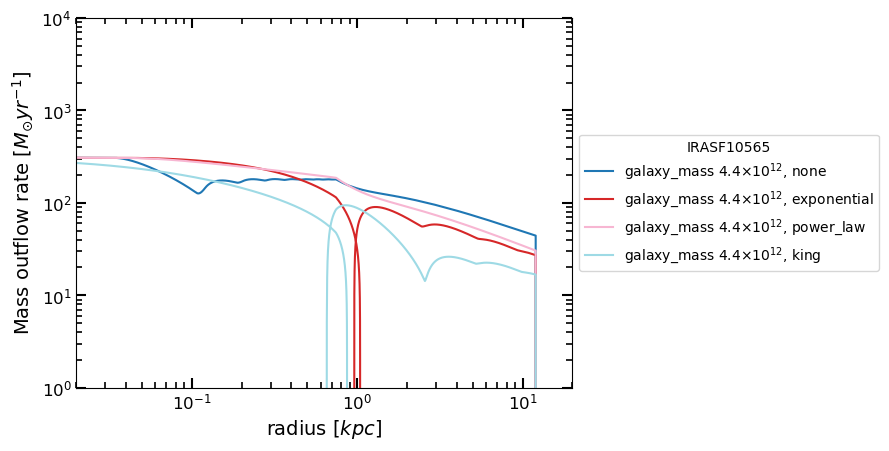 10⁴
10³
10²
10¹
10⁰
Mass outflow rate [M⊙yr⁻¹]
10⁻¹
10⁰
10¹
radius [kpc]
IRASF10565
galaxy_mass 4.4×10¹², none
galaxy_mass 4.4×10¹², exponential
galaxy_mass 4.4×10¹², power_law
galaxy_mass 4.4×10¹², king